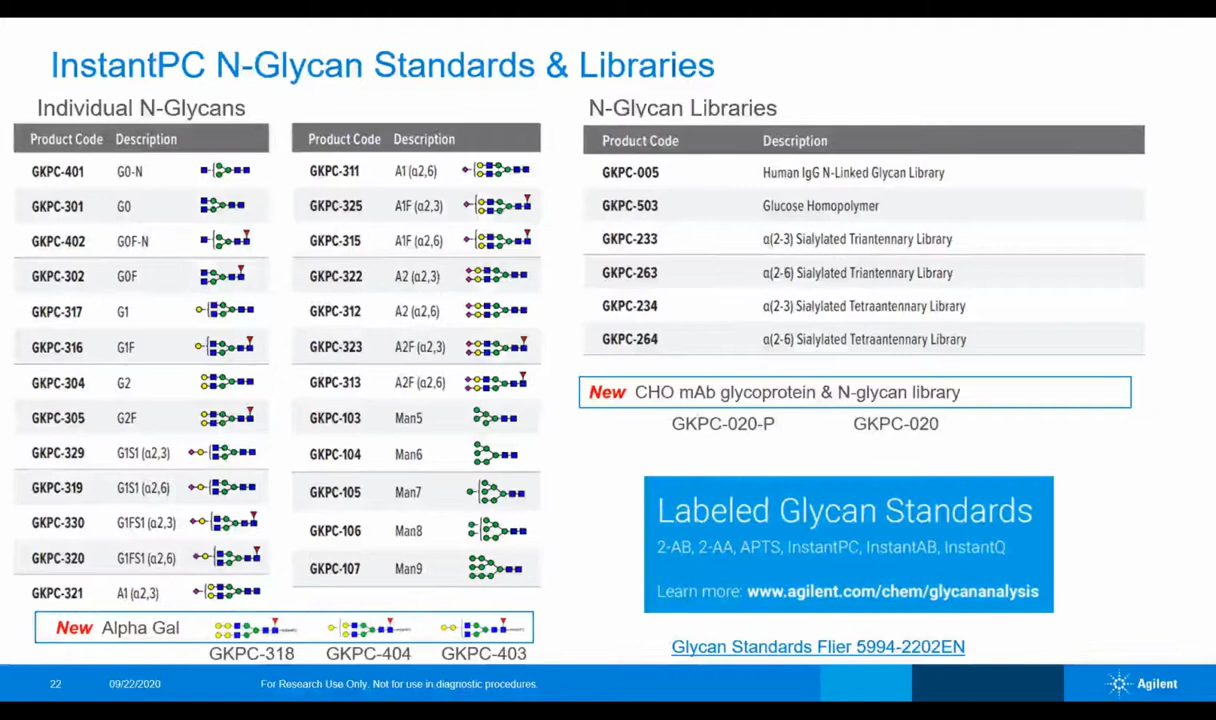 InstantPC N-Glycan Standards & Libraries
Individual N-Glycans
Product Code Description
GKPC-401 G0-N
GKPC-301 G0
GKPC-402 G0F-N
GKPC-302 G0F
GKPC-317 G1
GKPC-316 G1F
GKPC-304 G2
GKPC-305 G2F
GKPC-329 G1S1 (α2,3)
GKPC-319 G1S1 (α2,6)
GKPC-330 G1FS1 (α2,3)
GKPC-320 G1FS1 (α2,6)
GKPC-321 A1 (α2,3)
Product Code Description
GKPC-311 A1 (α2,6)
GKPC-325 A1F (α2,3)
GKPC-315 A1F (α2,6)
GKPC-322 A2 (α2,3)
GKPC-312 A2 (α2,6)
GKPC-323 A2F (α2,3)
GKPC-313 A2F (α2,6)
GKPC-103 Man5
GKPC-104 Man6
GKPC-105 Man7
GKPC-106 Man8
GKPC-107 Man9
New Alpha Gal
GKPC-318 GKPC-404 GKPC-403
N-Glycan Libraries
Product Code Description
GKPC-005 Human IgG N-Linked Glycan Library
GKPC-503 Glucose Homopolymer
GKPC-233 α(2-3) Sialylated Triantennary Library
GKPC-263 α(2-6) Sialylated Triantennary Library
GKPC-234 α(2-3) Sialylated Tetraantennary Library
GKPC-264 α(2-6) Sialylated Tetraantennary Library
New CHO mAb glycoprotein & N-glycan library
GKPC-020-P GKPC-020
Labeled Glycan Standards
2-AB, 2-AA, APTS, InstantPC, InstantAB, InstantQ
Learn more: www.agilent.com/chem/glycananalysis
Glycan Standards Flier 5994-2202EN
22 09/22/2020 For Research Use Only. Not for use in diagnostic procedures.
Agilent